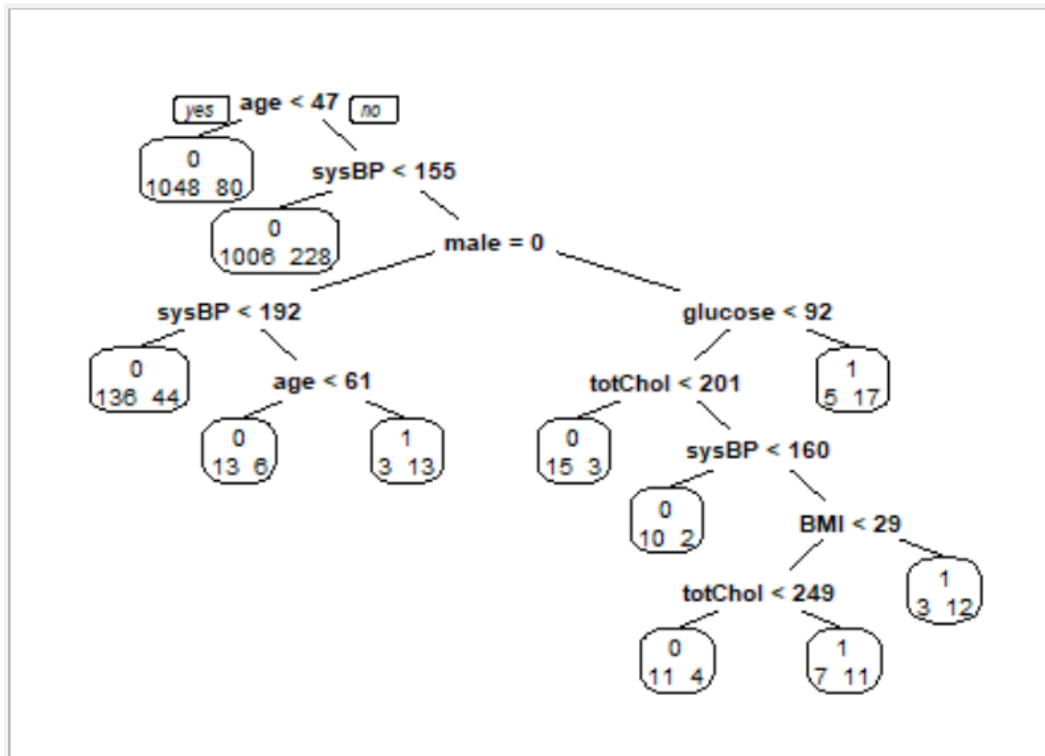 yes age < 47 no
0
1048 80
sysBP < 155
0
1006 228
male = 0
sysBP < 192
glucose < 92
0
136 44
age < 61
totChol < 201
1
5 17
0
13 6
1
3 13
0
15 3
sysBP < 160
0
10 2
BMI < 29
totChol < 249
1
3 12
0
11 4
1
7 11